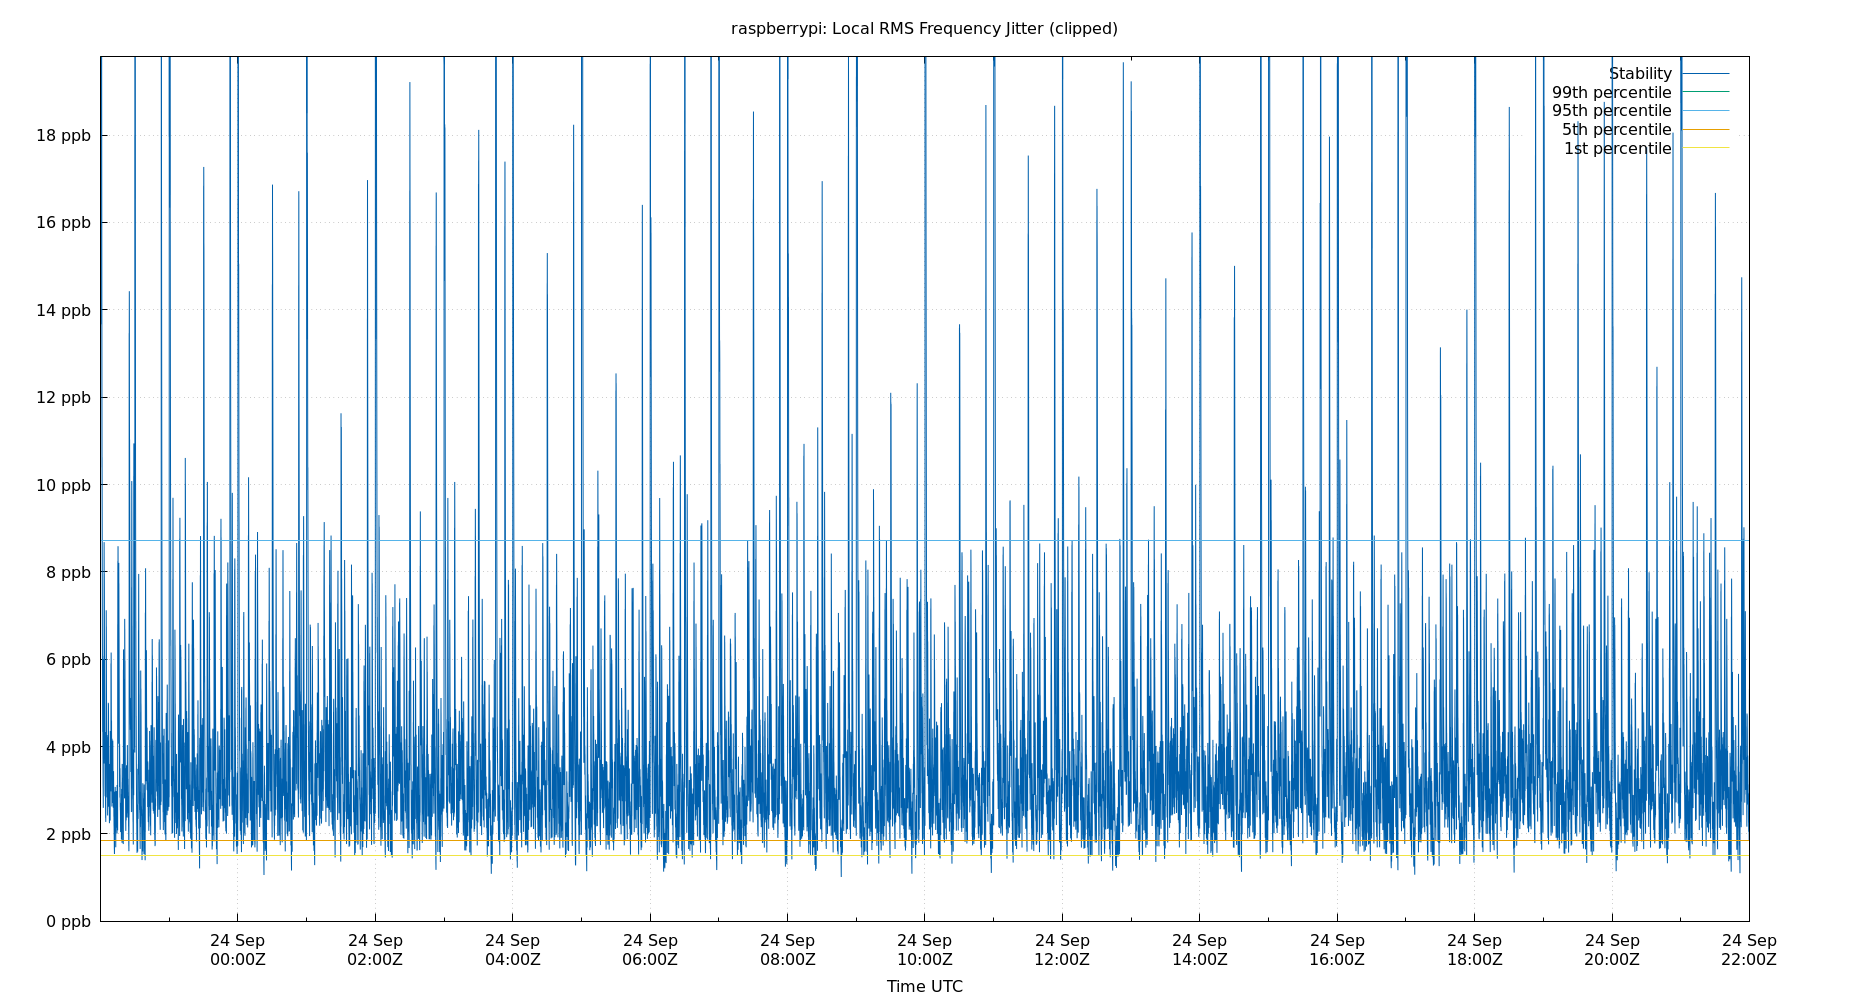 raspberrypi: Local RMS Frequency Jitter (clipped)
Stability
99th percentile
95th percentile
5th percentile
1st percentile
18 ppb
16 ppb
14 ppb
12 ppb
10 ppb
8 ppb
6 ppb
4 ppb
2 ppb
0 ppb
24 Sep 24 Sep 24 Sep 24 Sep 24 Sep 24 Sep 24 Sep 24 Sep 24 Sep 24 Sep 24 Sep 24 Sep
00:00Z 02:00Z 04:00Z 06:00Z 08:00Z 10:00Z 12:00Z 14:00Z 16:00Z 18:00Z 20:00Z 22:00Z
Time UTC